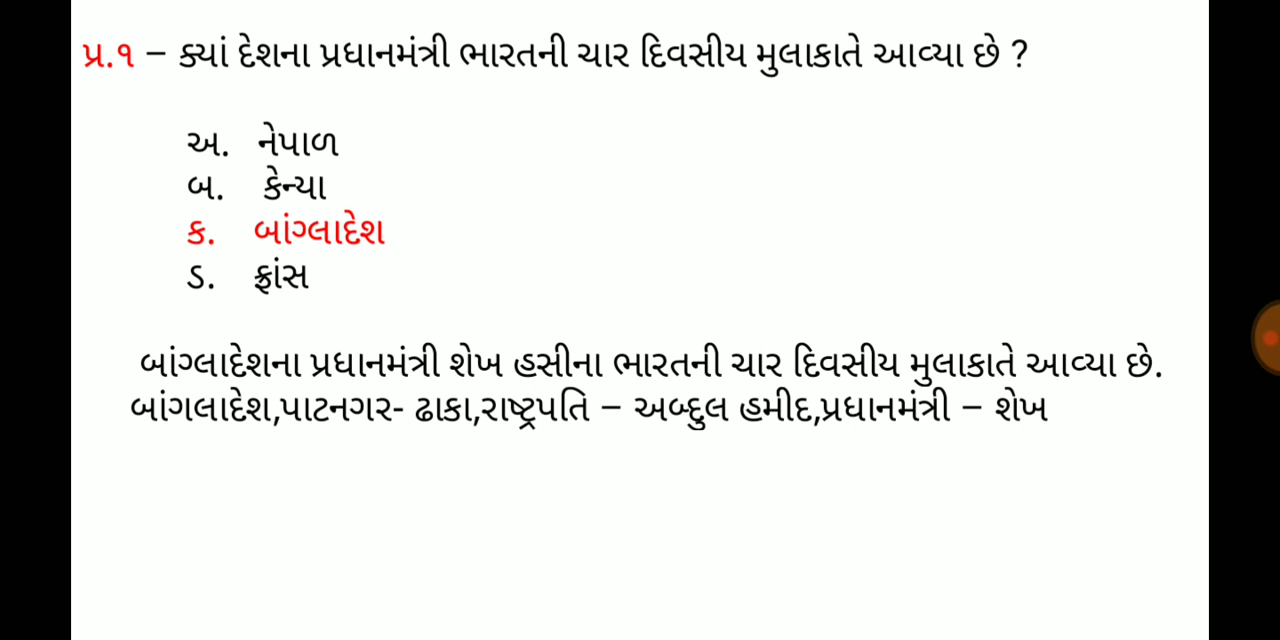 પ્ર.૧ – ક્યાં દેશના પ્રધાનમંત્રી ભારતની ચાર દિવસીય મુલાકાતે આવ્યા છે ?
અ. નેપાળ
બ. કેન્યા
ક. બાંગ્લાદેશ
ડ. ફ્રાંસ
બાંગ્લાદેશના પ્રધાનમંત્રી શેખ હસીના ભારતની ચાર દિવસીય મુલાકાતે આવ્યા છે.
બાંગલાદેશ,પાટનગર- ઢાકા,રાષ્ટ્રપતિ – અબ્દુલ હમીદ,પ્રધાનમંત્રી – શેખ